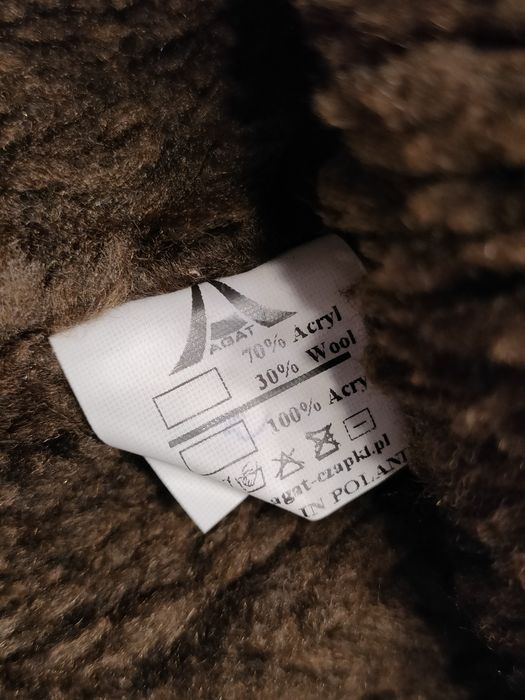 AGAT
70% Acryl
30% Wool
100% Acry
agat-czapki.pl
IN POLAND